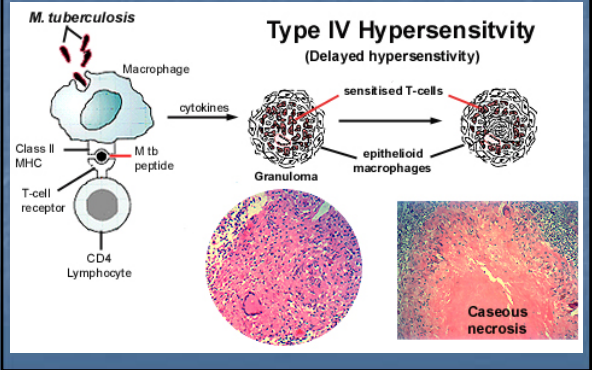 M. tuberculosis
Type IV Hypersensitvity
(Delayed hypersenstivity)
Macrophage
sensitised T-cells
cytokines
Class II
MHC
M tb
peptide
epithelioid
macrophages
Granuloma
T-cell
receptor
CD4
Lymphocyte
Caseous
necrosis